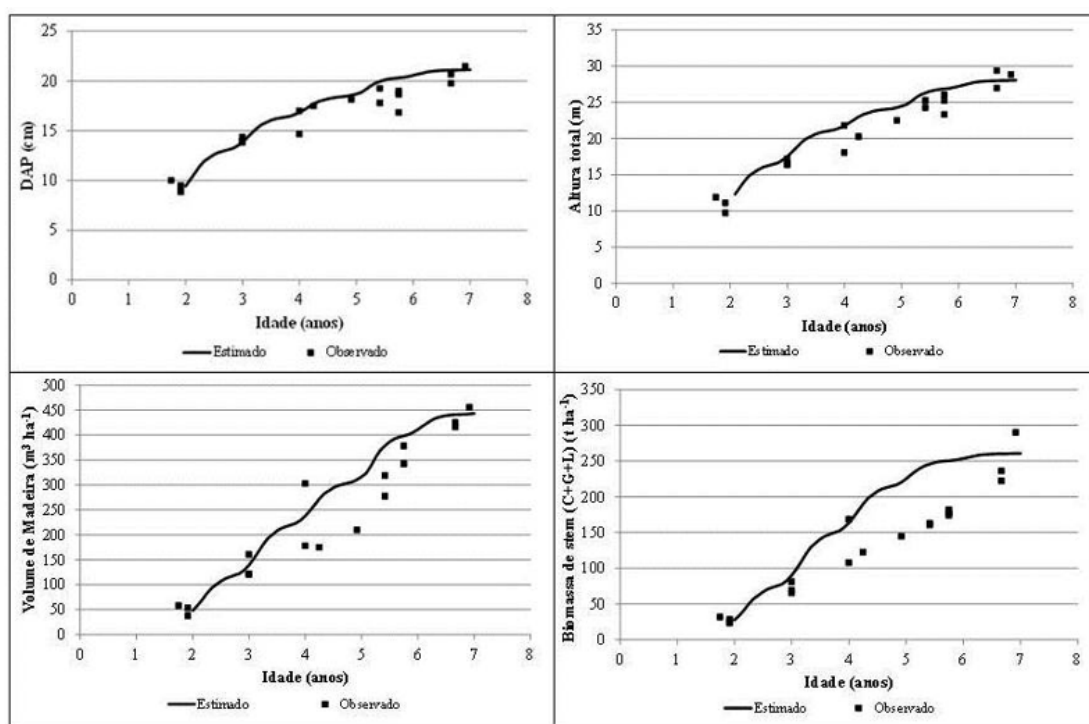 DAP (cm)
25
20
15
10
5
0
0 1 2 3 4 5 6 7 8
Idade (anos)
Estimado Observado
Altura total (m)
35
30
25
20
15
10
5
0
0 1 2 3 4 5 6 7 8
Idade (anos)
Estimado Observado
Volume de Madeira (m³ ha⁻¹)
500
450
400
350
300
250
200
150
100
50
0
0 1 2 3 4 5 6 7 8
Idade (anos)
Estimado Observado
Biomassa de stem (C+G+L) (t ha⁻¹)
350
300
250
200
150
100
50
0
0 1 2 3 4 5 6 7 8
Idade (anos)
Estimado Observado